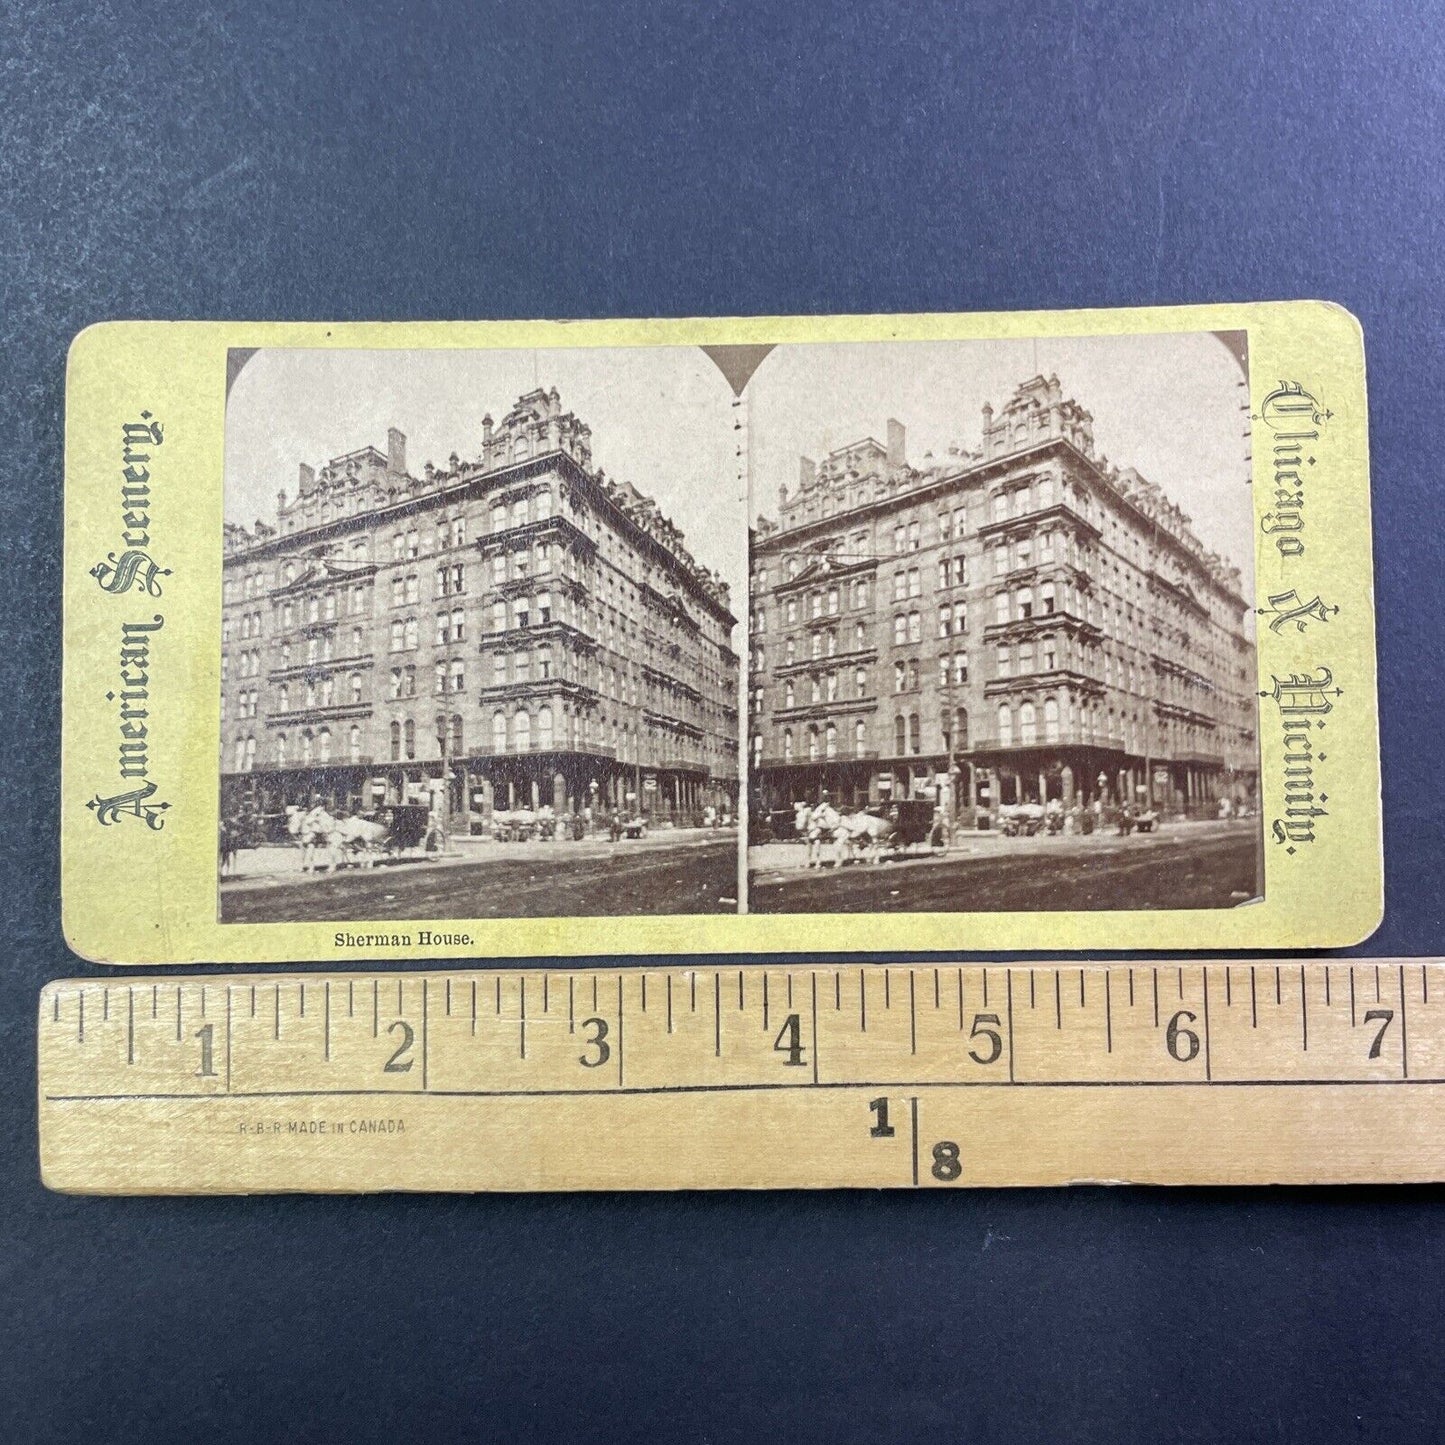 American Scenery.
Chicago & Vicinity.
Sherman House.
1 2 3 4 5 6 7
R-B-R MADE IN CANADA
1
8